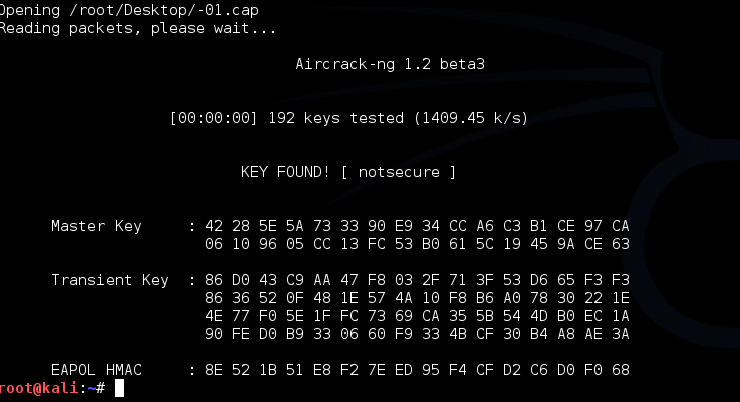 Opening /root/Desktop/-01.cap
Reading packets, please wait...
Aircrack-ng 1.2 beta3
[00:00:00] 192 keys tested (1409.45 k/s)
KEY FOUND! [ notsecure ]
Master Key     : 42 28 5E 5A 73 33 90 E9 34 CC A6 C3 B1 CE 97 CA
06 10 96 05 CC 13 FC 53 B0 61 5C 19 45 9A CE 63
Transient Key  : 86 D0 43 C9 AA 47 F8 03 2F 71 3F 53 D6 65 F3 F3
86 36 52 0F 48 1E 57 4A 10 F8 B6 A0 78 30 22 1E
4E 77 F0 5E 1F FC 73 69 CA 35 5B 54 4D B0 EC 1A
90 FE D0 B9 33 06 60 F9 33 4B CF 30 B4 A8 AE 3A
EAPOL HMAC     : 8E 52 1B 51 E8 F2 7E ED 95 F4 CF D2 C6 D0 F0 68
root@kali:~#